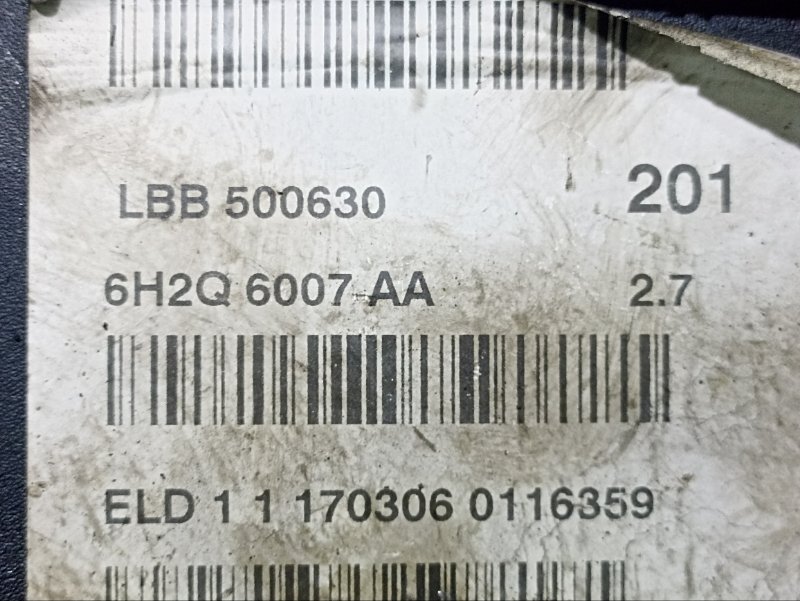 LBB 500630 201
6H2Q 6007 AA 2.7
ELD 1 1 170306 0116359